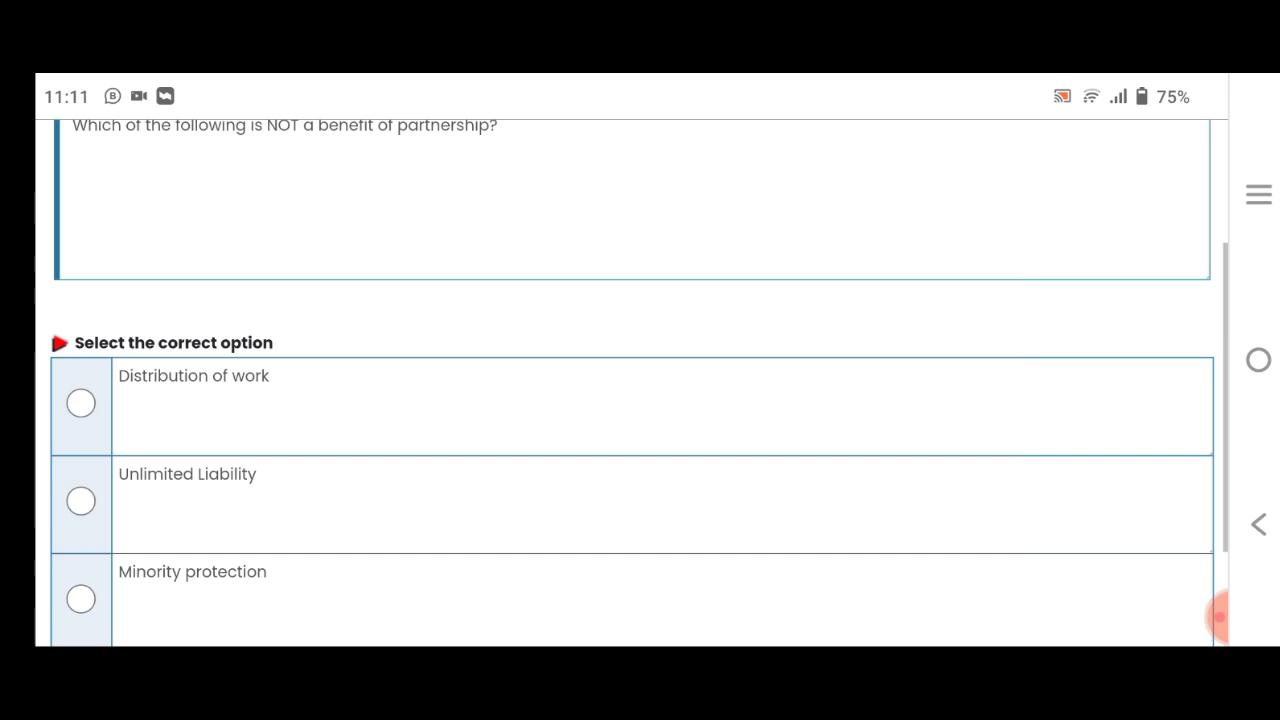 11:11
75%
Which of the following is NOT a benefit of partnership?
Select the correct option
Distribution of work
Unlimited Liability
Minority protection